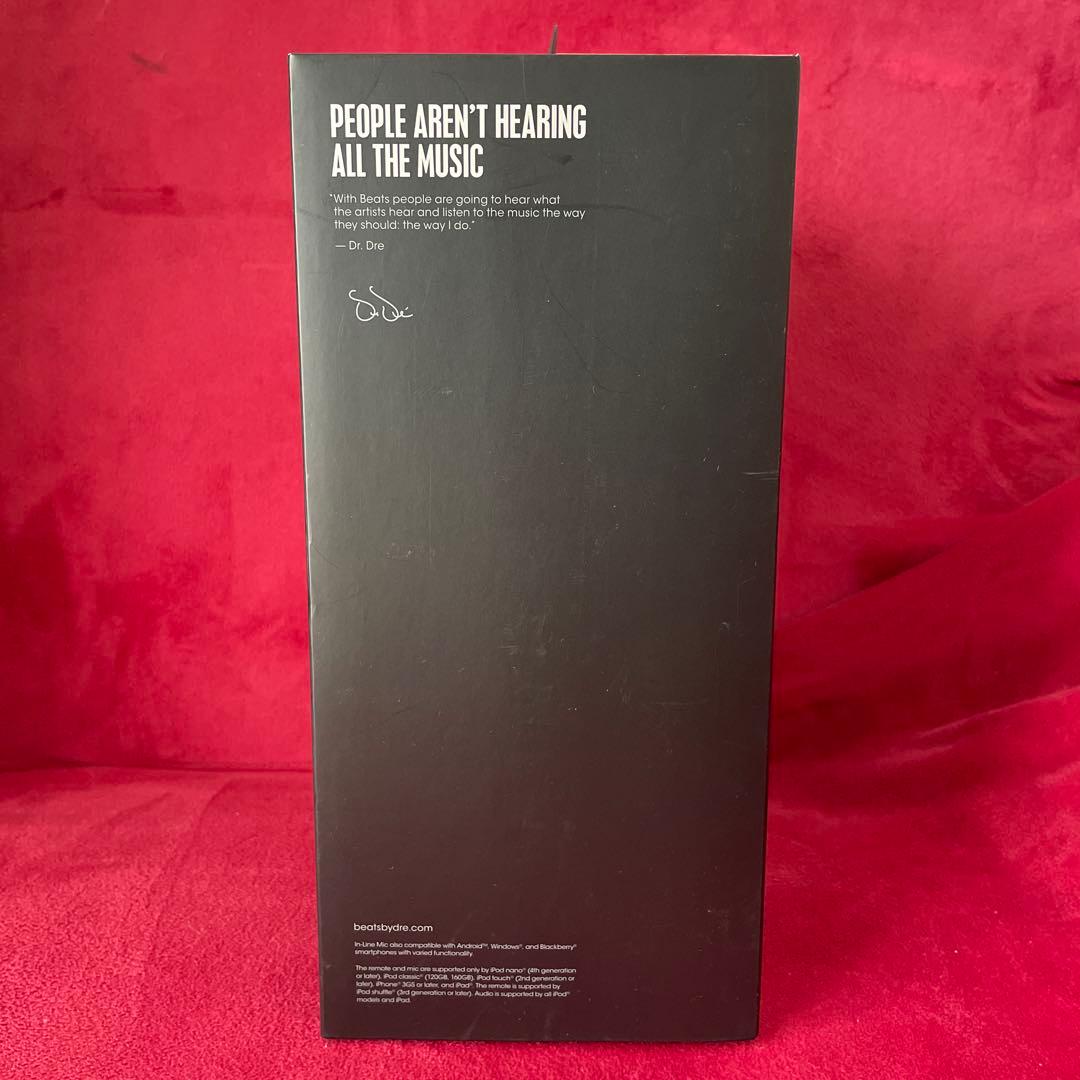 PEOPLE AREN'T HEARING
ALL THE MUSIC
"With Beats people are going to hear what
the artists hear and listen to the music the way
they should: the way I do."
— Dr. Dre
beatsbydre.com
In-Line Mic also compatible with Android™, Windows®, and Blackberry®
smartphones with varied functionality.
The remote and mic are supported only by iPod nano® (4th generation
or later), iPod classic® (120GB, 160GB), iPod touch® (2nd generation or
later), iPhone® 3GS or later, and iPad®. The remote is supported by
iPod shuffle® (3rd generation or later). Audio is supported by all iPod®
models and iPad.